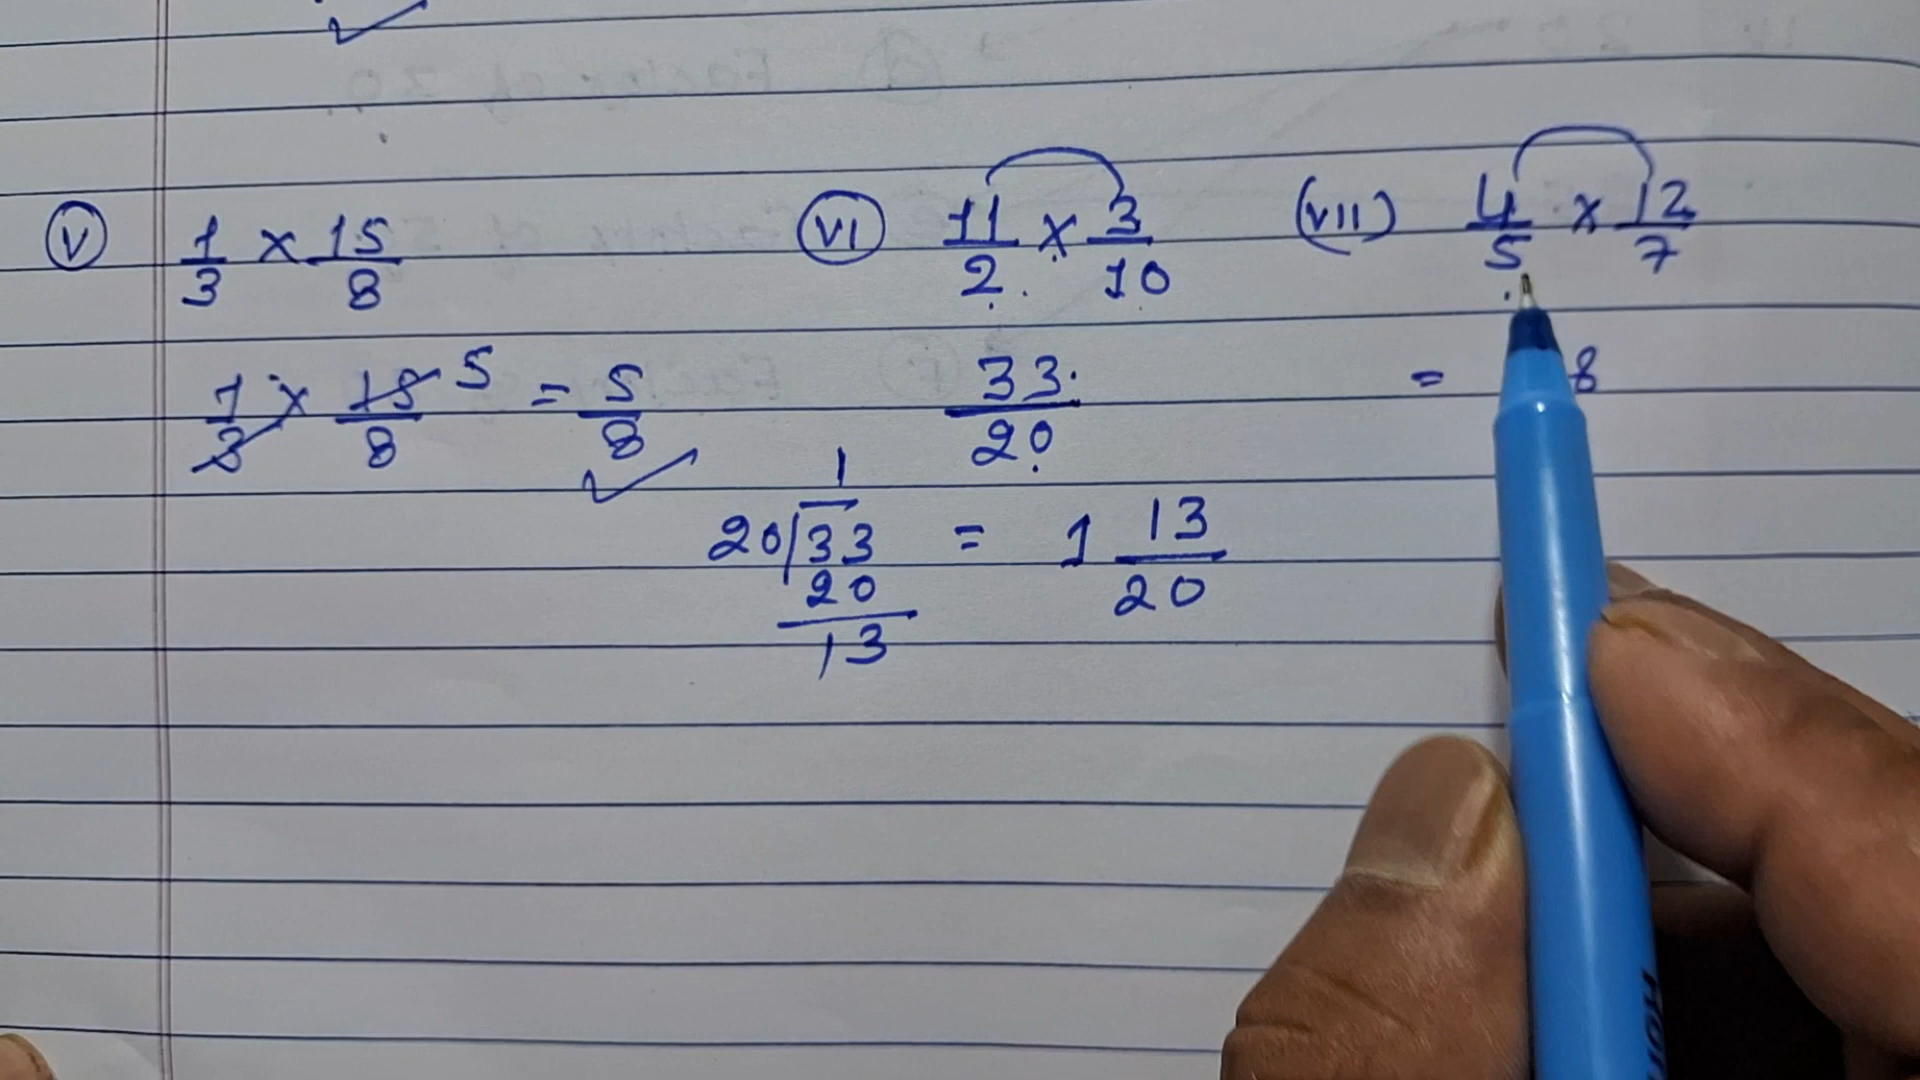 (V) 1/3 × 15/8
1/3 × 15/8 5 = 5/8
(VI) 11/2 × 3/10
33/20
1
20/33 = 1 13/20
20
13
(VII) 4/5 × 12/7
= 8